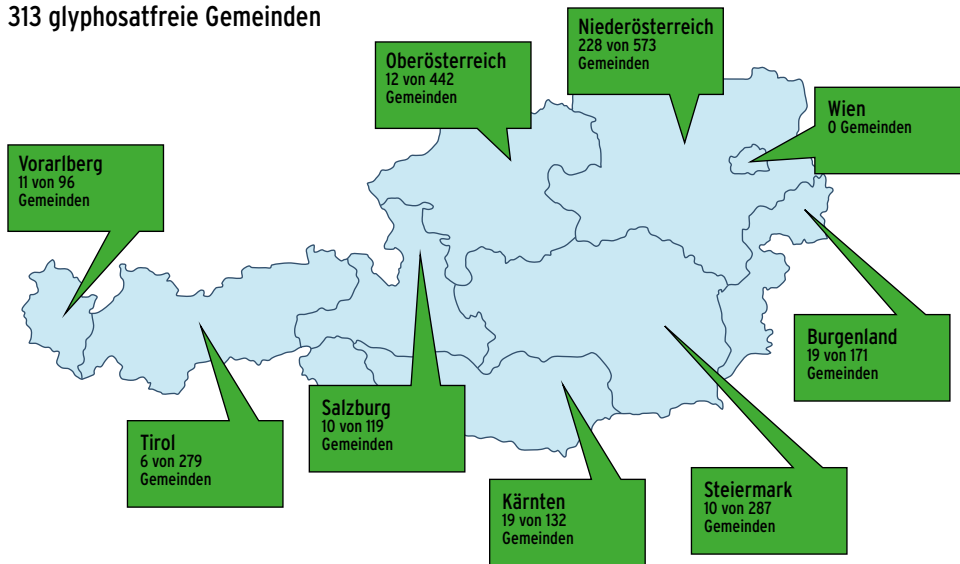 313 glyphosatfreie Gemeinden
Niederösterreich
228 von 573
Gemeinden
Oberösterreich
12 von 442
Gemeinden
Wien
0 Gemeinden
Vorarlberg
11 von 96
Gemeinden
Burgenland
19 von 171
Gemeinden
Salzburg
10 von 119
Gemeinden
Tirol
6 von 279
Gemeinden
Steiermark
10 von 287
Gemeinden
Kärnten
19 von 132
Gemeinden